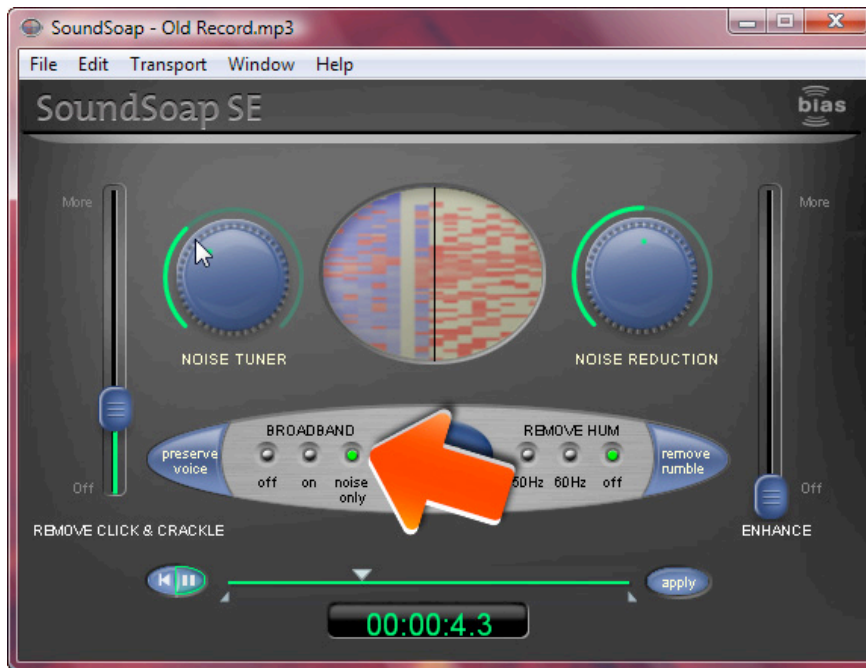 SoundSoap - Old Record.mp3
File Edit Transport Window Help
SoundSoap SE
bias
More
More
NOISE TUNER
NOISE REDUCTION
BROADBAND
REMOVE HUM
preserve voice
off
on
noise only
50Hz
60Hz
off
remove rumble
Off
Off
REMOVE CLICK & CRACKLE
ENHANCE
apply
00:00:4.3